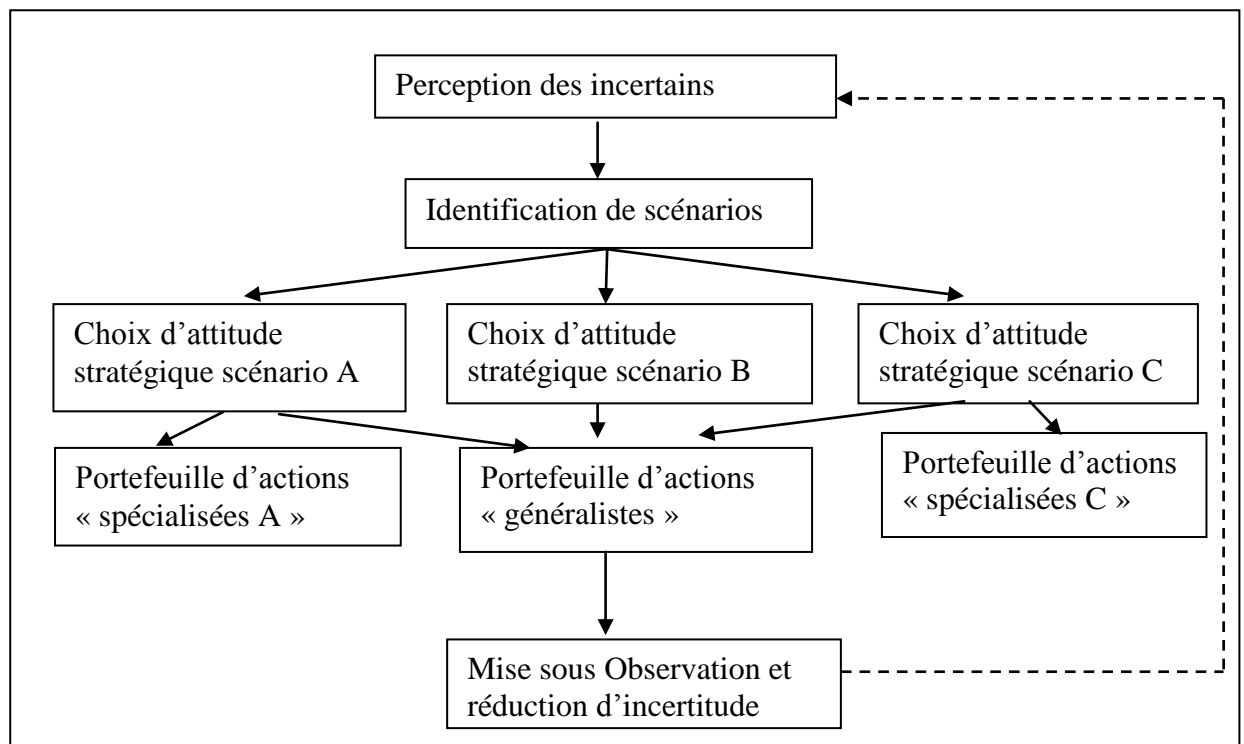 Perception des incertains
Identification de scénarios
Choix d’attitude
stratégique scénario A
Choix d’attitude
stratégique scénario B
Choix d’attitude
stratégique scénario C
Portefeuille d’actions
« spécialisées A »
Portefeuille d’actions
« généralistes »
Portefeuille d’actions
« spécialisées C »
Mise sous Observation et
réduction d’incertitude